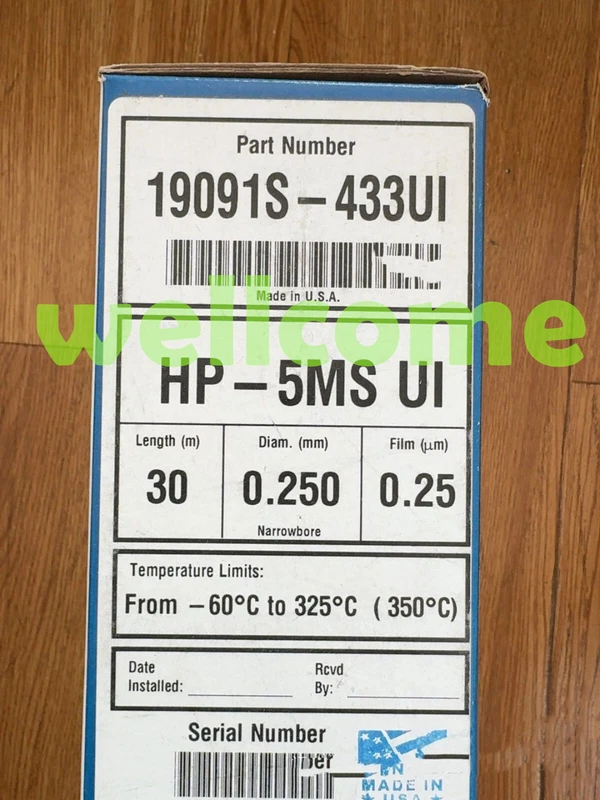 Part Number
19091S-433UI
Made in U.S.A.
wellcome
HP-5MS UI
Length (m) Diam. (mm) Film (μm)
30 0.250 0.25
Narrowbore
Temperature Limits:
From -60°C to 325°C (350°C)
Date Rcvd
Installed: By:
Serial Number
MADE IN
U.S.A.